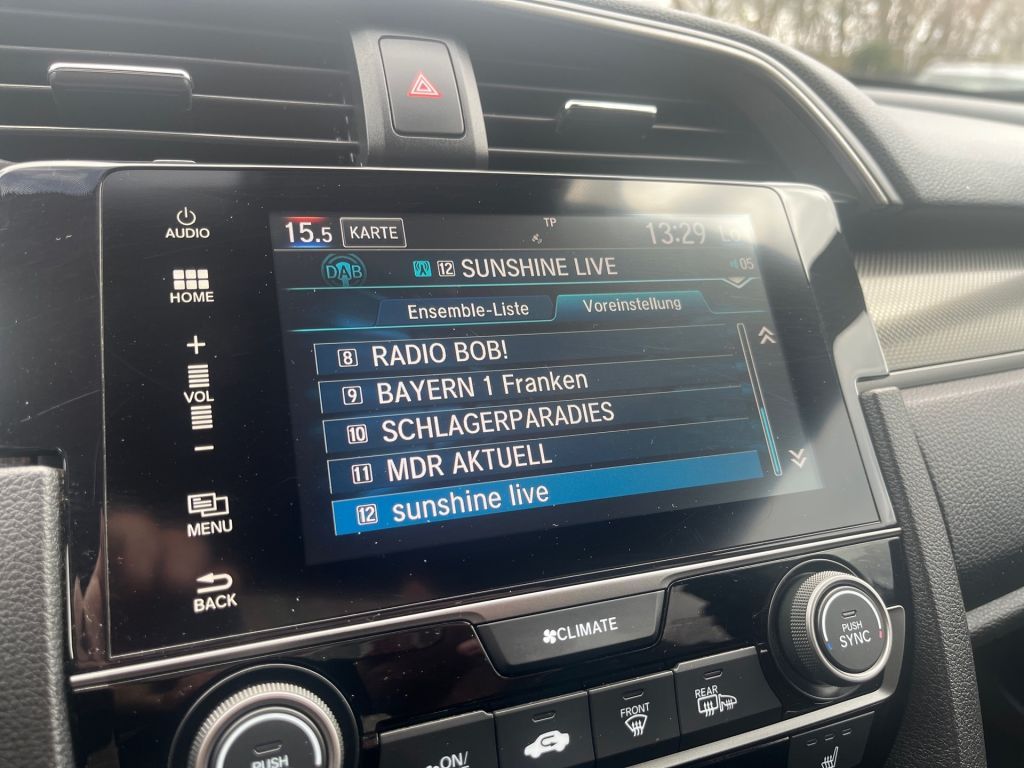 AUDIO
HOME
+
VOL
−
MENU
BACK
15.5 KARTE TP 13:29
DAB 12 SUNSHINE LIVE 05
Ensemble-Liste Voreinstellung
8 RADIO BOB!
9 BAYERN 1 Franken
10 SCHLAGERPARADIES
11 MDR AKTUELL
12 sunshine live
CLIMATE
PUSH
SYNC
REAR
FRONT
ON/
PUSH